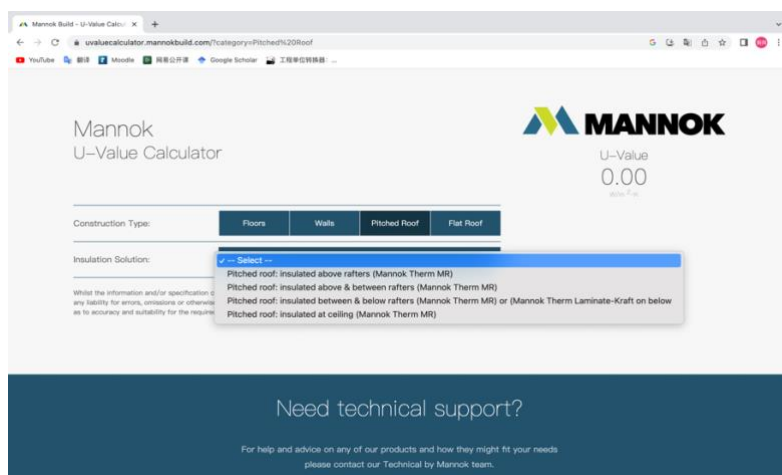 Mannok Build - U-Value Calcu
uvaluecalculator.mannokbuild.com/?category=Pitched%20Roof
YouTube 翻译 Moodle 网易公开课 Google Scholar 工程单位转换器: ...
Mannok
U-Value Calculator
MANNOK
U-Value
0.00
Construction Type: Floors Walls Pitched Roof Flat Roof
Insulation Solution:
✓ -- Select --
Pitched roof: insulated above rafters (Mannok Therm MR)
Pitched roof: insulated above & between rafters (Mannok Therm MR)
Pitched roof: insulated between & below rafters (Mannok Therm MR) or (Mannok Therm Laminate-Kraft on below
Pitched roof: insulated at ceiling (Mannok Therm MR)
Whilst the information and/or specification
any liability for errors, omissions or otherwise
as to accuracy and suitability for the require
Need technical support?
For help and advice on any of our products and how they might fit your needs
please contact our Technical by Mannok team.